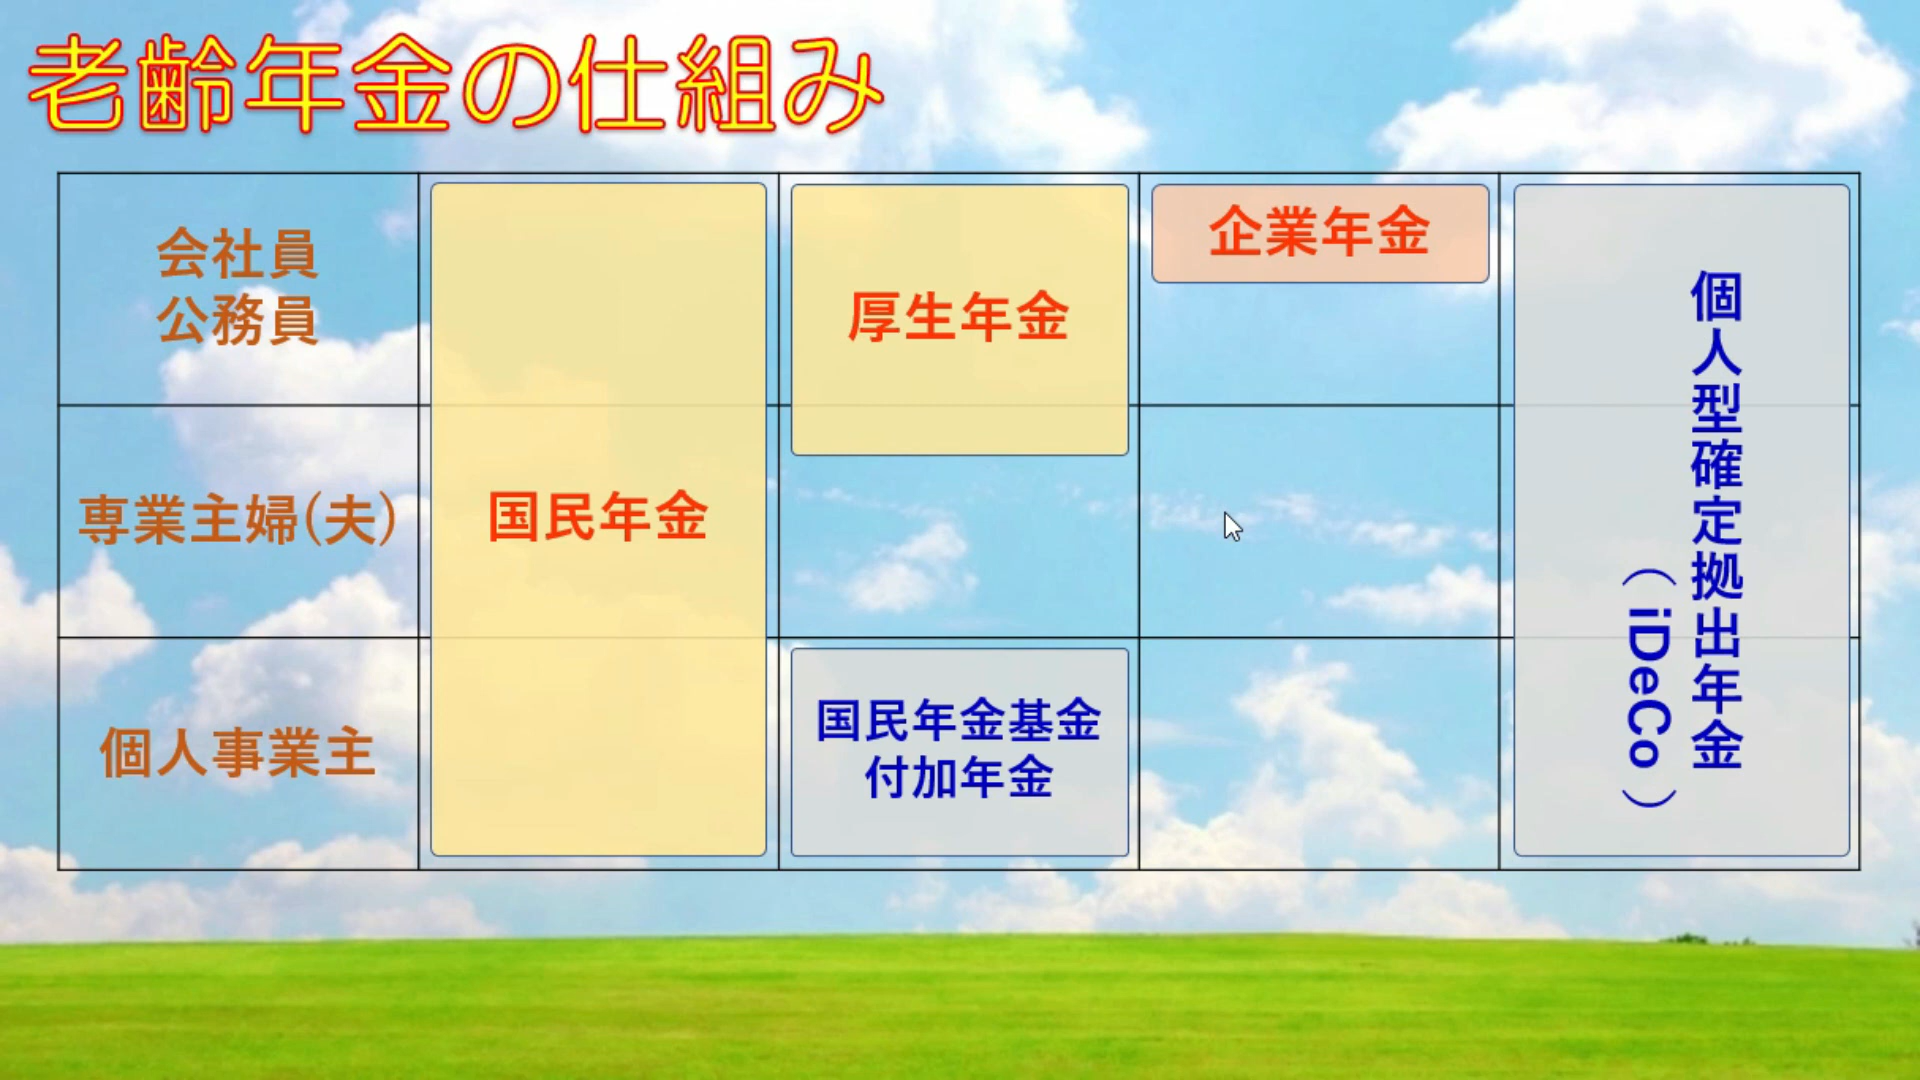 老齢年金の仕組み
会社員
公務員
国民年金
厚生年金
企業年金
個人型確定拠出年金
（iDeCo）
専業主婦(夫)
個人事業主
国民年金基金
付加年金